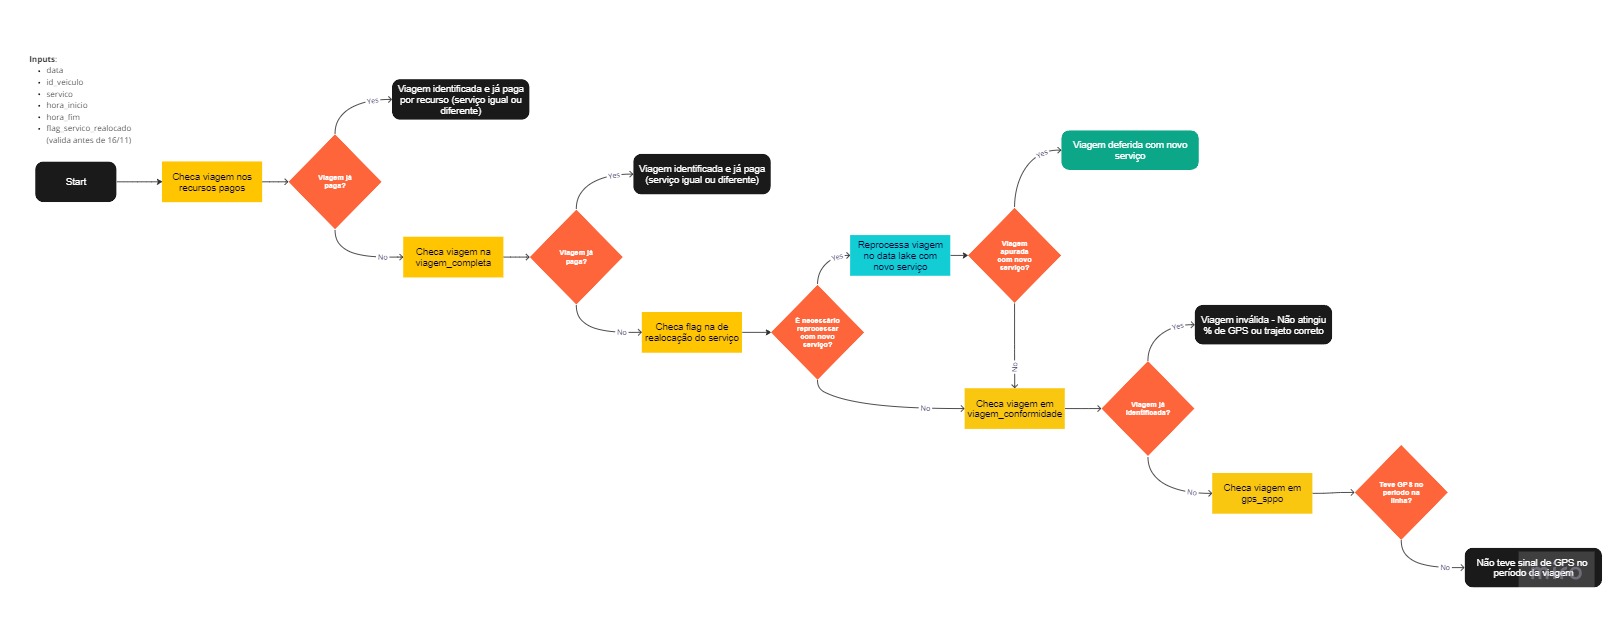 Inputs:
• data
• id_veiculo
• servico
• hora_inicio
• hora_fim
• flag_servico_realocado
(valida antes de 16/11)
Start
Checa viagem nos
recursos pagos
Viagem já
paga?
Yes
Viagem identificada e já paga
por recurso (serviço igual ou
diferente)
No
Checa viagem na
viagem_completa
Viagem já
paga?
Yes
Viagem identificada e já paga
(serviço igual ou diferente)
No
Checa flag na de
realocação do serviço
É necessário
reprocessar
com novo
serviço?
Yes
Reprocessa viagem
no data lake com
novo serviço
Viagem
apurada
com novo
serviço?
Yes
Viagem deferida com novo
serviço
No
No
Checa viagem em
viagem_conformidade
Viagem já
identificada?
Yes
Viagem inválida - Não atingiu
% de GPS ou trajeto correto
No
Checa viagem em
gps_sppo
Teve GPS no
período na
linha?
No
Não teve sinal de GPS no
período da viagem
miro